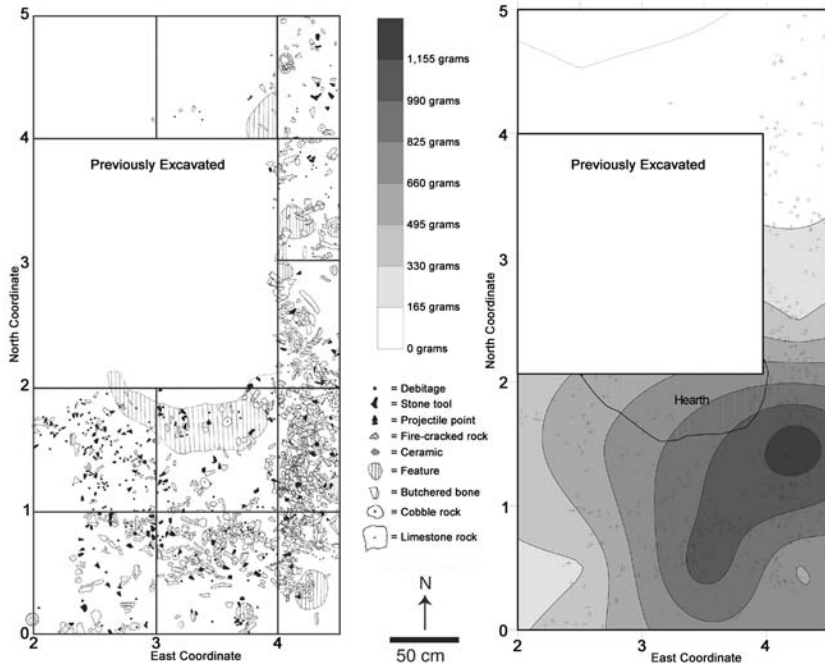 5
4
Previously Excavated
3
2
1
0
2
3
4
North Coordinate
East Coordinate
1,155 grams
990 grams
825 grams
660 grams
495 grams
330 grams
165 grams
0 grams
= Debitage
= Stone tool
= Projectile point
= Fire-cracked rock
= Ceramic
= Feature
= Butchered bone
= Cobble rock
= Limestone rock
N
50 cm
5
4
Previously Excavated
3
2
Hearth
1
0
2
3
4
North Coordinate
East Coordinate